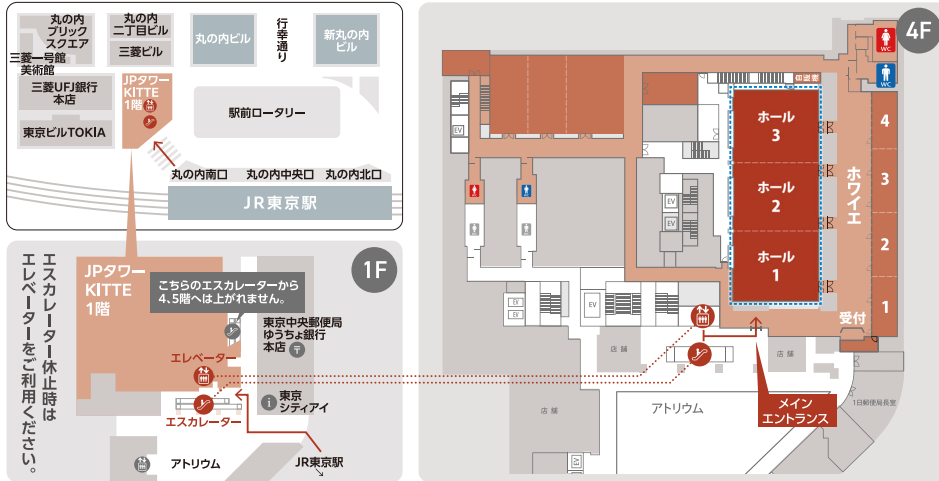 丸の内
ブリック
スクエア
丸の内
二丁目ビル
三菱ビル
丸の内ビル
行幸通り
新丸の内
ビル
三菱一号館
美術館
三菱UFJ銀行
本店
JPタワー
KITTE
1階
東京ビルTOKIA
駅前ロータリー
丸の内南口
丸の内中央口
丸の内北口
JR東京駅
1F
JPタワー
KITTE
1階
こちらのエスカレーターから
4、5階へは上がれません。
東京中央郵便局
ゆうちょ銀行
本店
エレベーター
エスカレーター
東京
シティアイ
アトリウム
JR東京駅
エスカレーター休止時は
エレベーターをご利用ください。
4F
WC
WC
自販機
ホール
3
ホール
2
ホール
1
ホワイエ
4
3
2
1
受付
EV
EV
EV
EV
EV
EV
EV
EV
EV
店舗
店舗
店舗
アトリウム
メイン
エントランス
1日郵便局長室